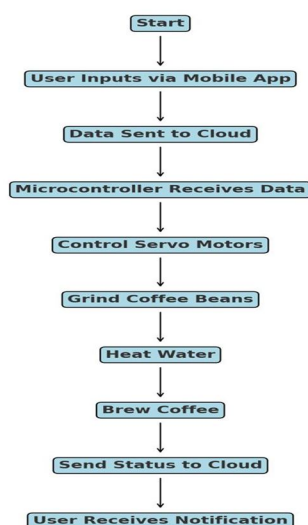 Start
User Inputs via Mobile App
Data Sent to Cloud
Microcontroller Receives Data
Control Servo Motors
Grind Coffee Beans
Heat Water
Brew Coffee
Send Status to Cloud
User Receives Notification